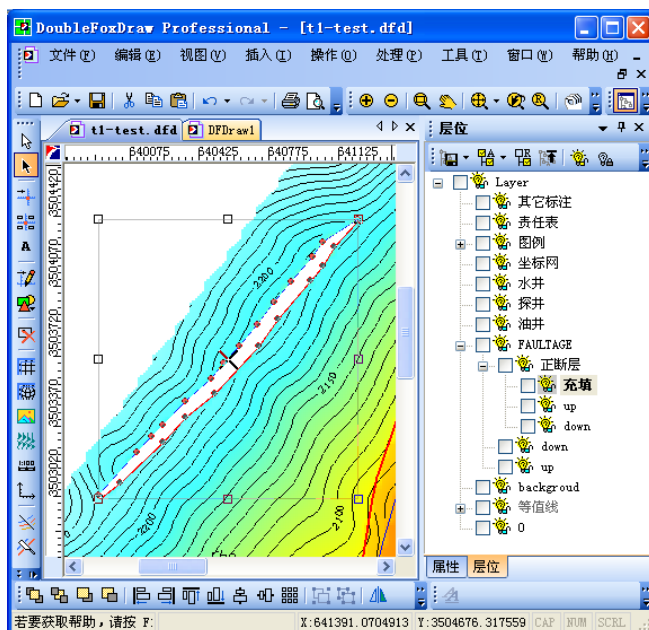 DoubleFoxDraw Professional - [t1-test.dfd]
文件(F) 编辑(E) 视图(V) 插入(I) 操作(O) 处理(P) 工具(T) 窗口(W) 帮助(H)
t1-test.dfd DFDraw1
层位
640075 640425 640775 641125
3504420
3504070
3503720
3503370
3503020
2200
2150
2200
2100
A
1:100
Layer
其它标注
责任表
图例
坐标网
水井
探井
油井
FAULTAGE
正断层
充填
up
down
down
up
backgroud
等值线
0
属性 层位
若要获取帮助,请按 F: X:641391.0704913 Y:3504676.317559 CAP NUM SCRL